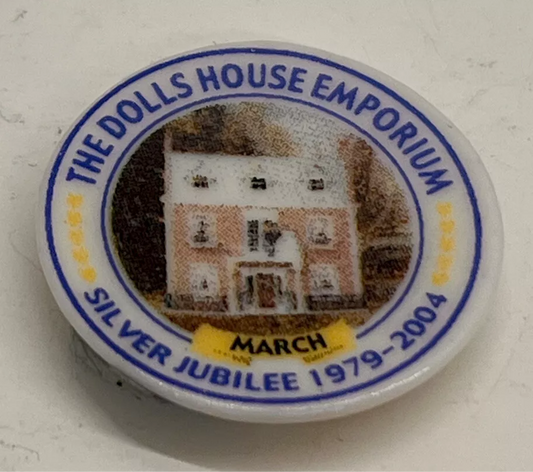 THE DOLLS HOUSE EMPORIUM
MARCH
SILVER JUBILEE 1979-2004